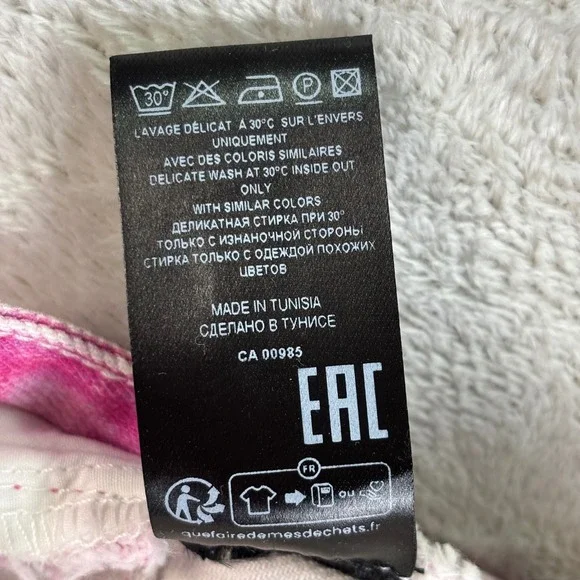 30°
P
LAVAGE DÉLICAT À 30°C SUR L'ENVERS
UNIQUEMENT
AVEC DES COLORIS SIMILAIRES
DELICATE WASH AT 30°C INSIDE OUT
ONLY
WITH SIMILAR COLORS
ДЕЛИКАТНАЯ СТИРКА ПРИ 30°
ТОЛЬКО С ИЗНАНОЧНОЙ СТОРОНЫ
СТИРКА ТОЛЬКО С ОДЕЖДОЙ ПОХОЖИХ
ЦВЕТОВ
MADE IN TUNISIA
СДЕЛАНО В ТУНИСЕ
CA 00985
EAC
FR
ou
quefairedemesdechets.fr